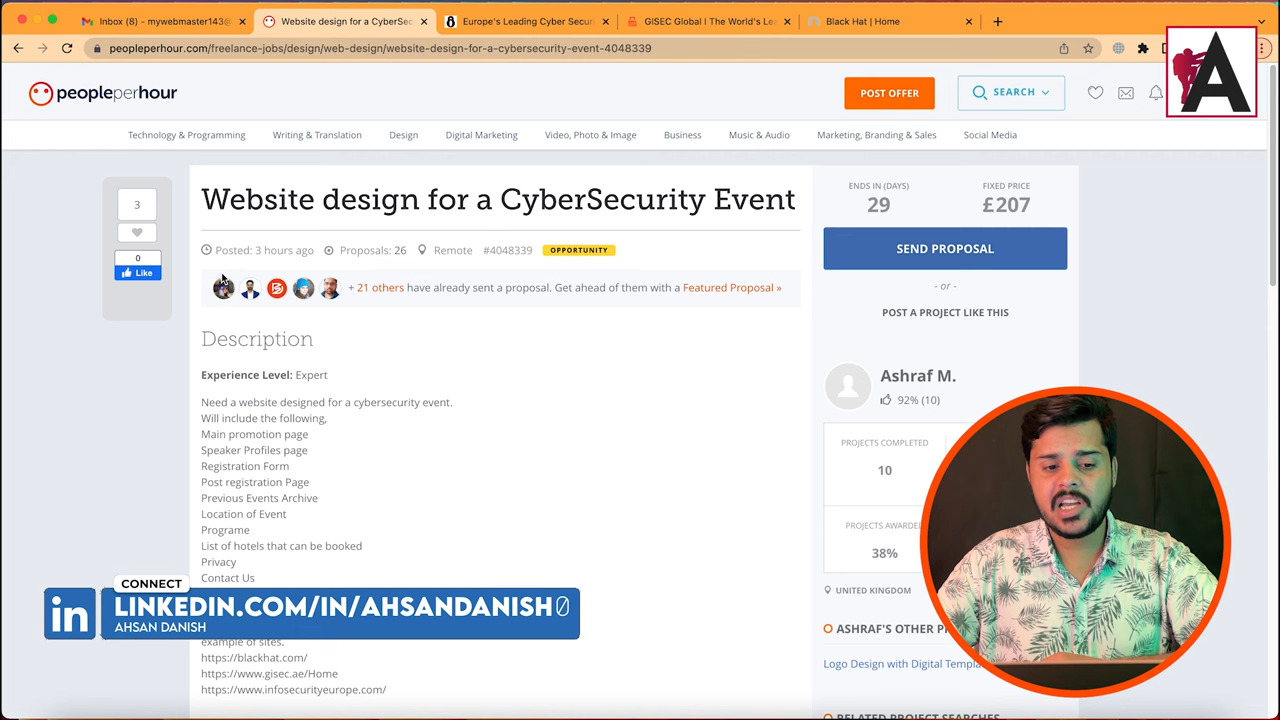 Inbox (81) - mywebmaster143@
Website design for a CyberSec
Europe's Leading Cyber Securi
GISEC Global I The World's Lea
Black Hat | Home
peopleperhour.com/freelance-jobs/design/web-design/website-design-for-a-cybersecurity-event-4048339
A
peopleperhour
POST OFFER
SEARCH
Technology & Programming
Writing & Translation
Design
Digital Marketing
Video, Photo & Image
Business
Music & Audio
Marketing, Branding & Sales
Social Media
3
0
Like
Website design for a CyberSecurity Event
Posted: 3 hours ago
Proposals: 26
Remote
#4048339
OPPORTUNITY
+ 21 others have already sent a proposal. Get ahead of them with a Featured Proposal »
Description
Experience Level: Expert
Need a website designed for a cybersecurity event.
Will include the following,
Main promotion page
Speaker Profiles page
Registration Form
Post registration Page
Previous Events Archive
Location of Event
Programe
List of hotels that can be booked
Privacy
Contact Us
example of sites.
https://blackhat.com/
https://www.gisec.ae/Home
https://www.infosecurityeurope.com/
ENDS IN (DAYS)
29
FIXED PRICE
£207
SEND PROPOSAL
- or -
POST A PROJECT LIKE THIS
Ashraf M.
92% (10)
PROJECTS COMPLETED
10
PROJECTS AWARDED
38%
UNITED KINGDOM
ASHRAF'S OTHER P
Logo Design with Digital Templa
RELATED PROJECT SEARCHES
CONNECT
in
LINKEDIN.COM/IN/AHSANDANISH0
AHSAN DANISH